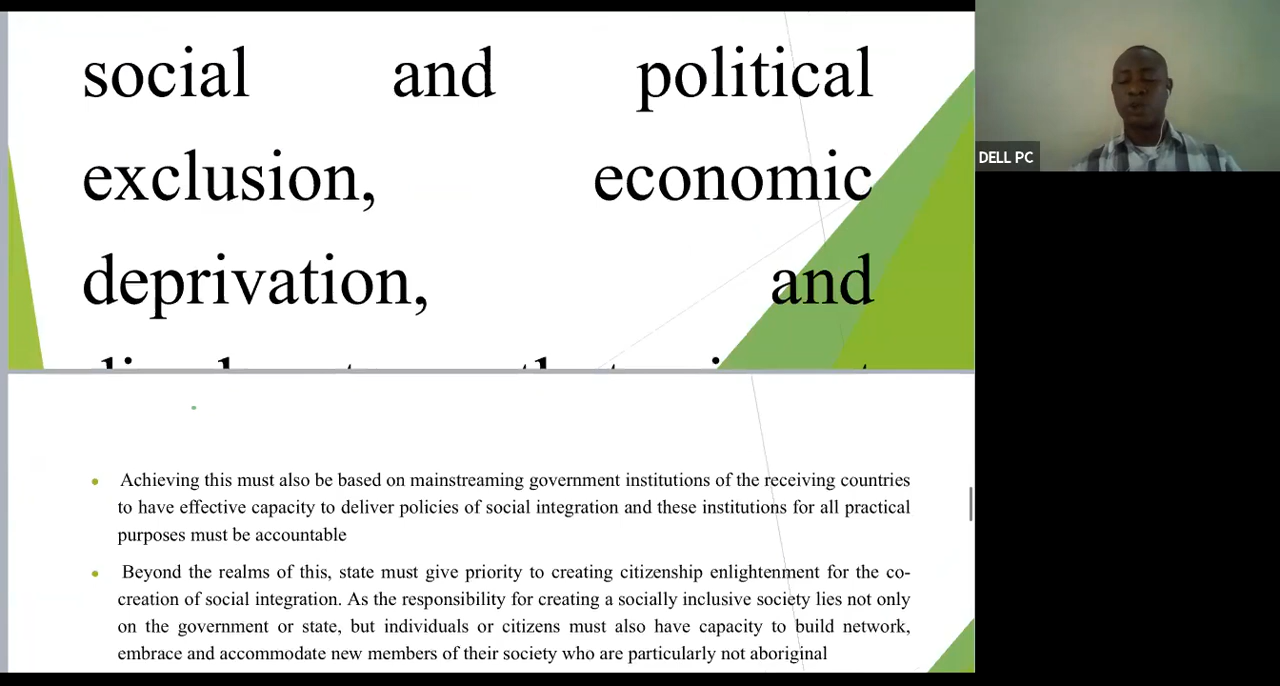 social and political
exclusion, economic
deprivation, and
DELL PC
• Achieving this must also be based on mainstreaming government institutions of the receiving countries
to have effective capacity to deliver policies of social integration and these institutions for all practical
purposes must be accountable
• Beyond the realms of this, state must give priority to creating citizenship enlightenment for the co-
creation of social integration. As the responsibility for creating a socially inclusive society lies not only
on the government or state, but individuals or citizens must also have capacity to build network,
embrace and accommodate new members of their society who are particularly not aboriginal